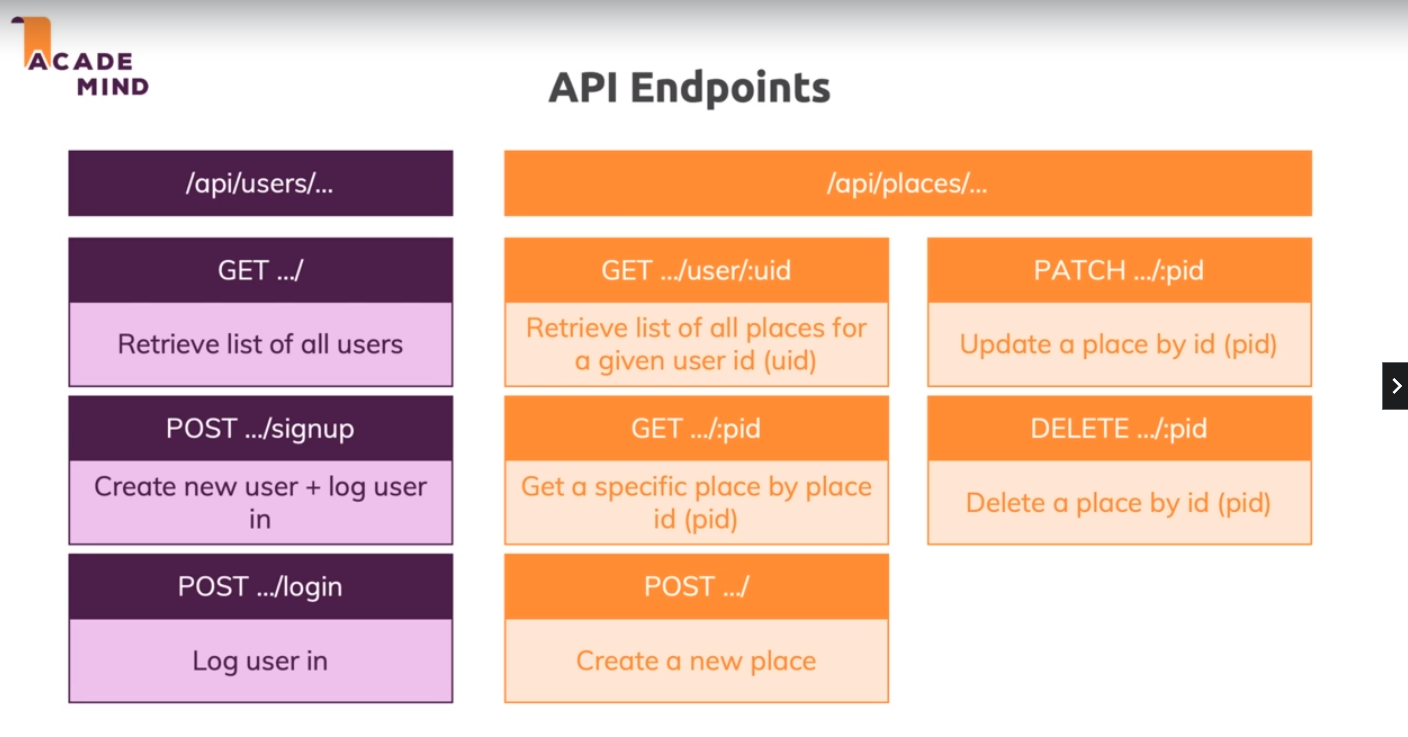 ACADE
MIND
API Endpoints
/api/users/...
GET .../
Retrieve list of all users
POST .../signup
Create new user + log user
in
POST .../login
Log user in
/api/places/...
GET .../user/:uid
Retrieve list of all places for
a given user id (uid)
GET .../:pid
Get a specific place by place
id (pid)
POST .../
Create a new place
PATCH .../:pid
Update a place by id (pid)
DELETE .../:pid
Delete a place by id (pid)